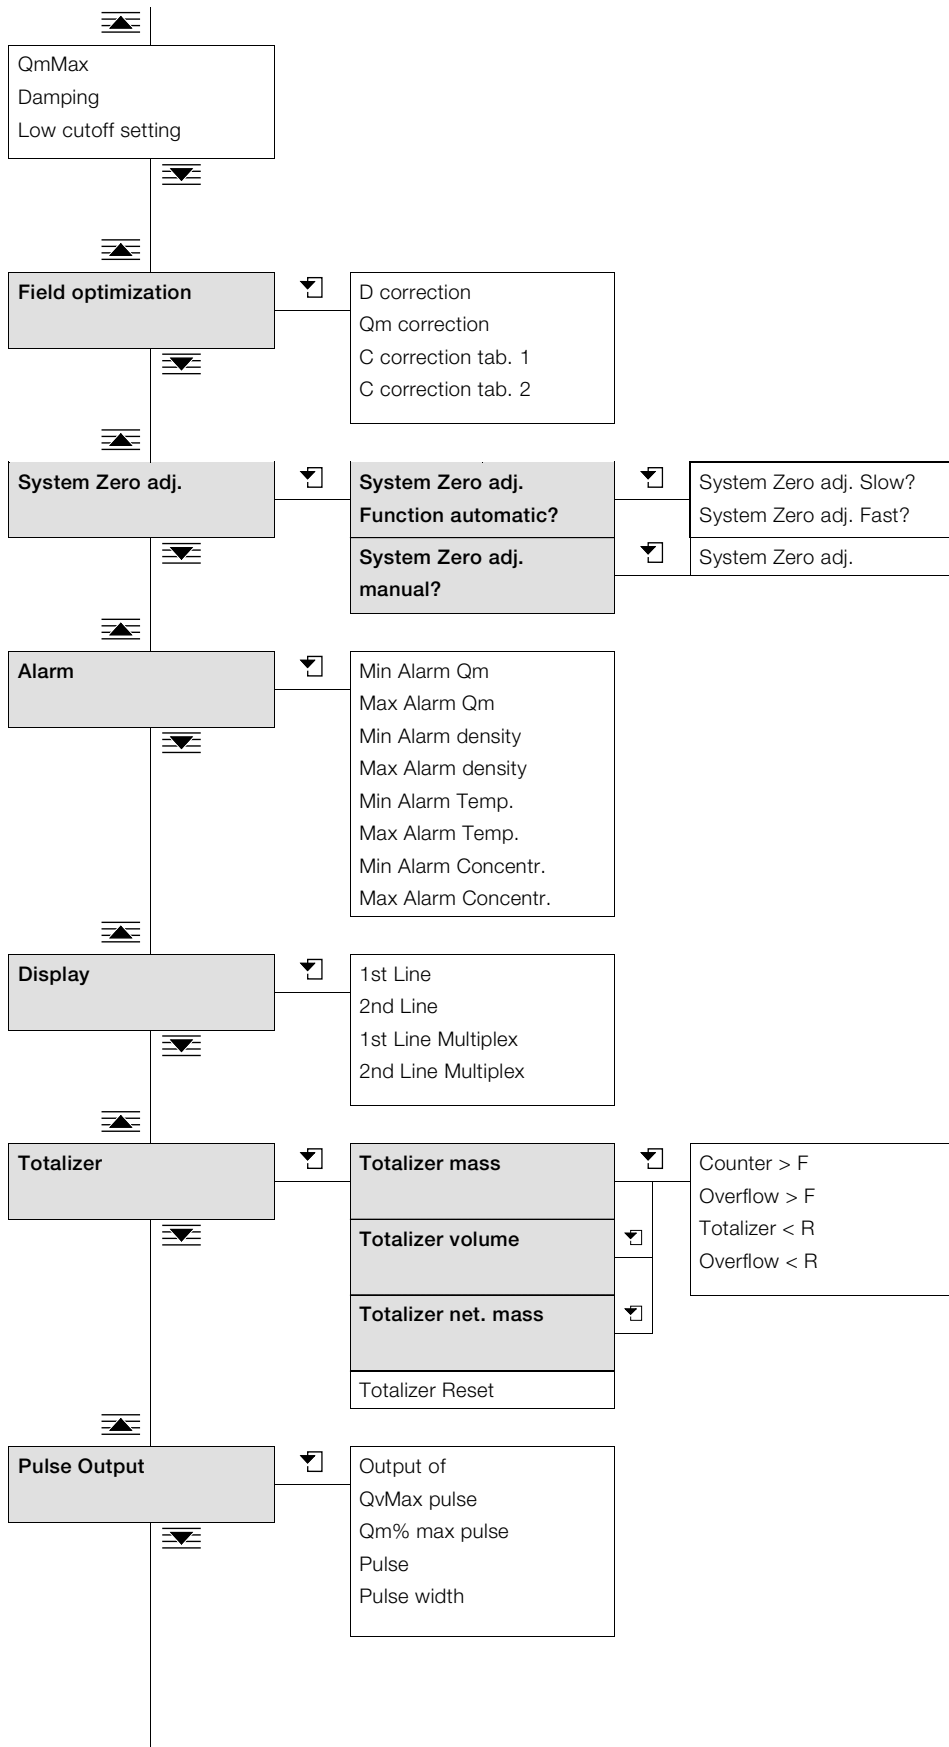 QmMax
Damping
Low cutoff setting
Field optimization
D correction
Qm correction
C correction tab. 1
C correction tab. 2
System Zero adj.
System Zero adj.
Function automatic?
System Zero adj. Slow?
System Zero adj. Fast?
System Zero adj.
manual?
System Zero adj.
Alarm
Min Alarm Qm
Max Alarm Qm
Min Alarm density
Max Alarm density
Min Alarm Temp.
Max Alarm Temp.
Min Alarm Concentr.
Max Alarm Concentr.
Display
1st Line
2nd Line
1st Line Multiplex
2nd Line Multiplex
Totalizer
Totalizer mass
Counter > F
Overflow > F
Totalizer < R
Overflow < R
Totalizer volume
Totalizer net. mass
Totalizer Reset
Pulse Output
Output of
QvMax pulse
Qm% max pulse
Pulse
Pulse width